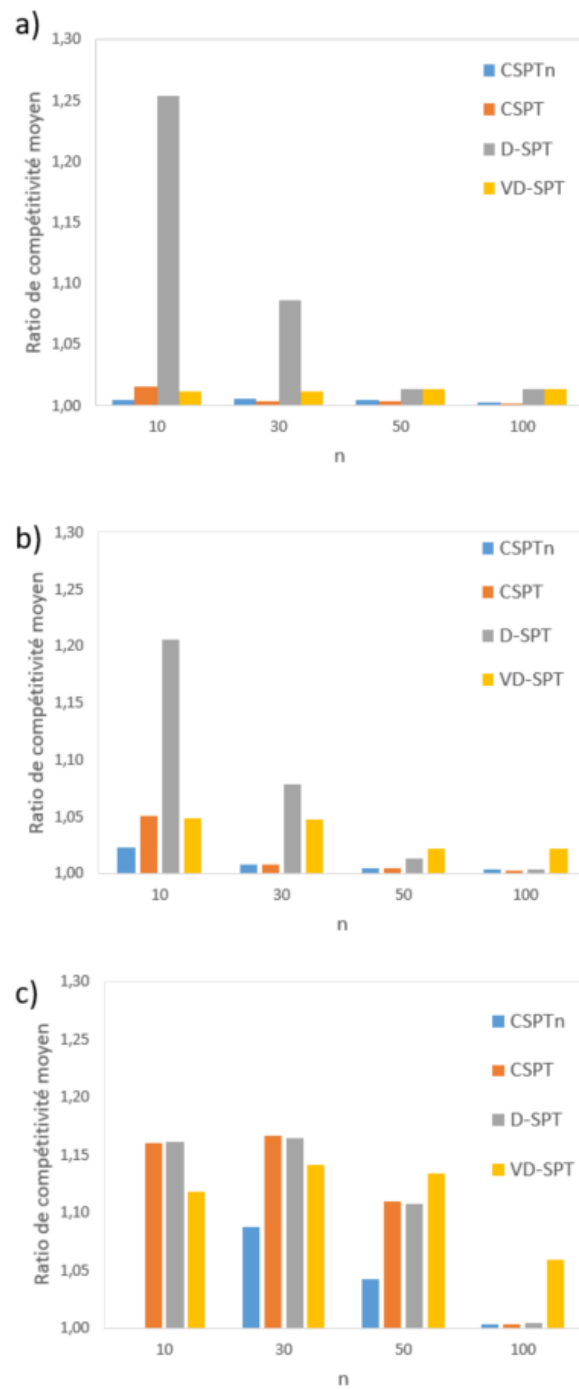 a)
Ratio de compétitivité moyen
1,30
1,25
1,20
1,15
1,10
1,05
1,00
10
30
50
100
n
CSPTn
CSPT
D-SPT
VD-SPT
b)
Ratio de compétitivité moyen
1,30
1,25
1,20
1,15
1,10
1,05
1,00
10
30
50
100
n
CSPTn
CSPT
D-SPT
VD-SPT
c)
Ratio de compétitivité moyen
1,30
1,25
1,20
1,15
1,10
1,05
1,00
10
30
50
100
n
CSPTn
CSPT
D-SPT
VD-SPT